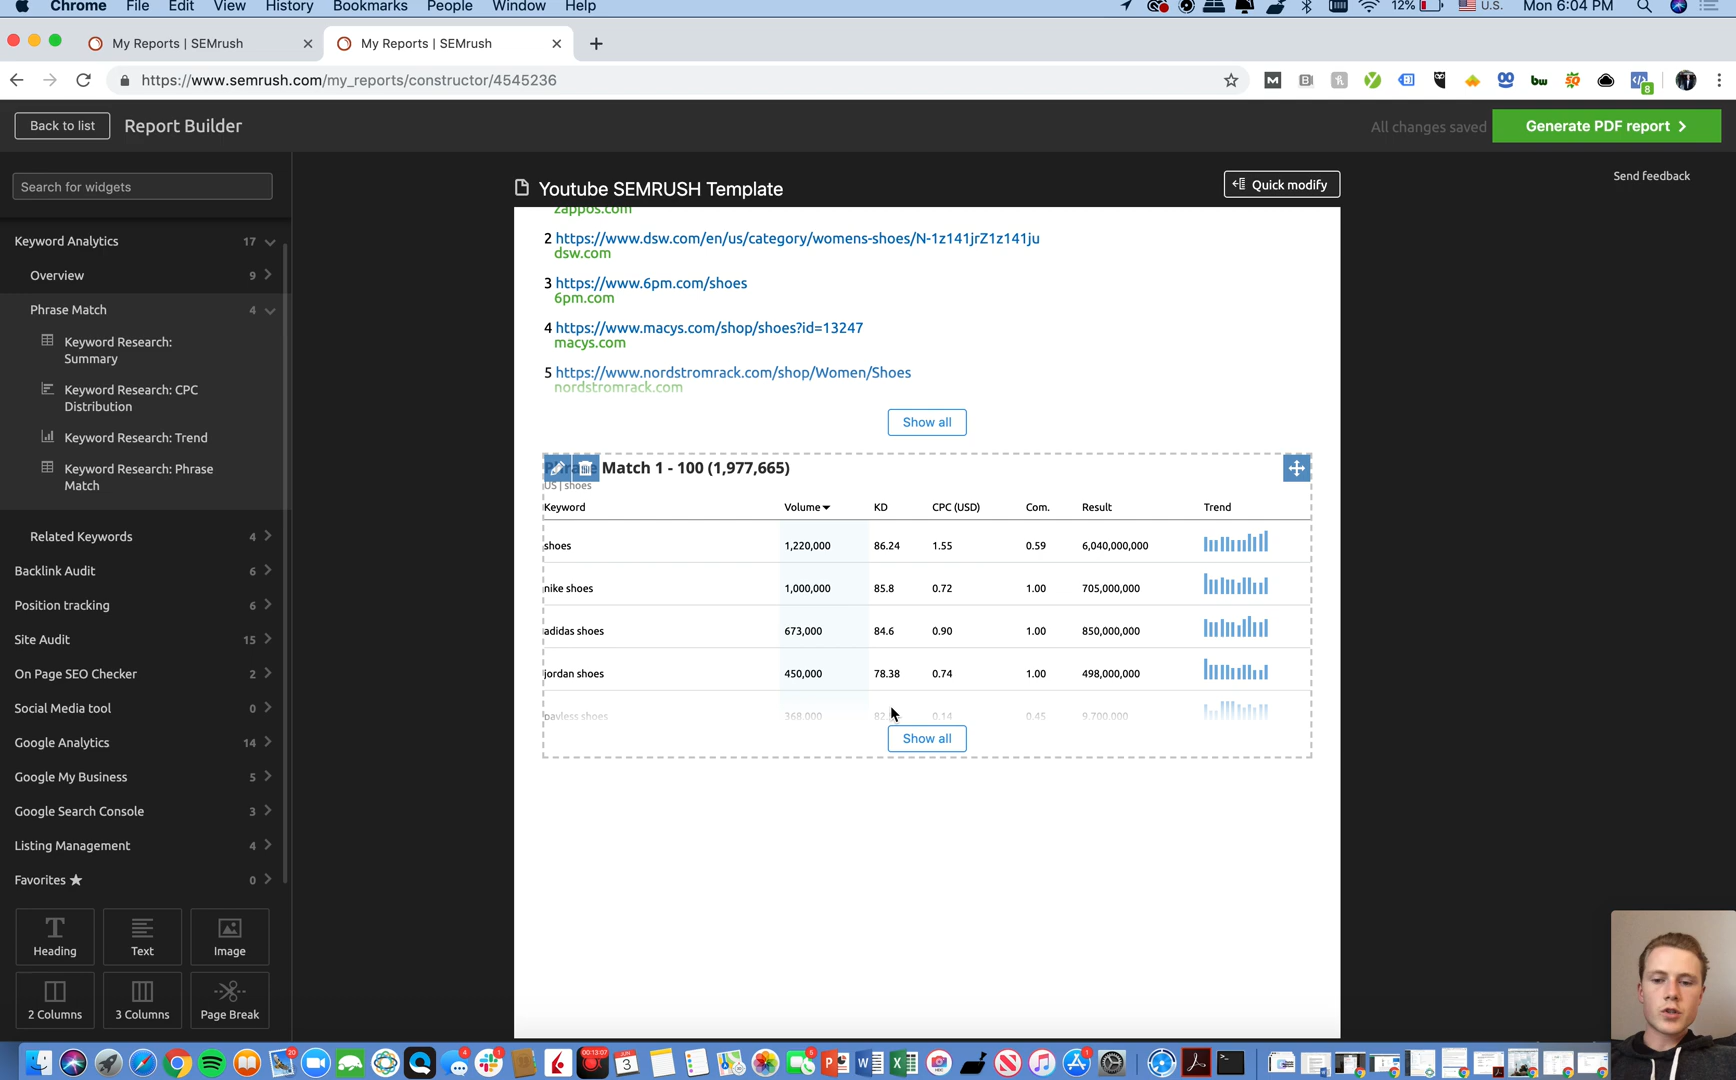 Chrome File Edit View History Bookmarks People Window Help 12% U.S. Mon 6:04 PM
My Reports | SEMrush My Reports | SEMrush
https://www.semrush.com/my_reports/constructor/4545236
Back to list Report Builder All changes saved Generate PDF report
Search for widgets
Send feedback
Youtube SEMRUSH Template Quick modify
Keyword Analytics 17
Overview 9
Phrase Match 4
Keyword Research: Summary
Keyword Research: CPC Distribution
Keyword Research: Trend
Keyword Research: Phrase Match
Related Keywords 4
Backlink Audit 6
Position tracking 6
Site Audit 15
On Page SEO Checker 2
Social Media tool 0
Google Analytics 14
Google My Business 5
Google Search Console 3
Listing Management 4
Favorites ★ 0
Heading Text Image
2 Columns 3 Columns Page Break
zappos.com
2 https://www.dsw.com/en/us/category/womens-shoes/N-1z141jrZ1z141ju
dsw.com
3 https://www.6pm.com/shoes
6pm.com
4 https://www.macys.com/shop/shoes?id=13247
macys.com
5 https://www.nordstromrack.com/shop/Women/Shoes
nordstromrack.com
Show all
Match 1 - 100 (1,977,665)
US | shoes
Keyword Volume KD CPC (USD) Com. Result Trend
shoes 1,220,000 86.24 1.55 0.59 6,040,000,000
nike shoes 1,000,000 85.8 0.72 1.00 705,000,000
adidas shoes 673,000 84.6 0.90 1.00 850,000,000
jordan shoes 450,000 78.38 0.74 1.00 498,000,000
payless shoes 368,000 0.14 0.45 9,700,000
Show all